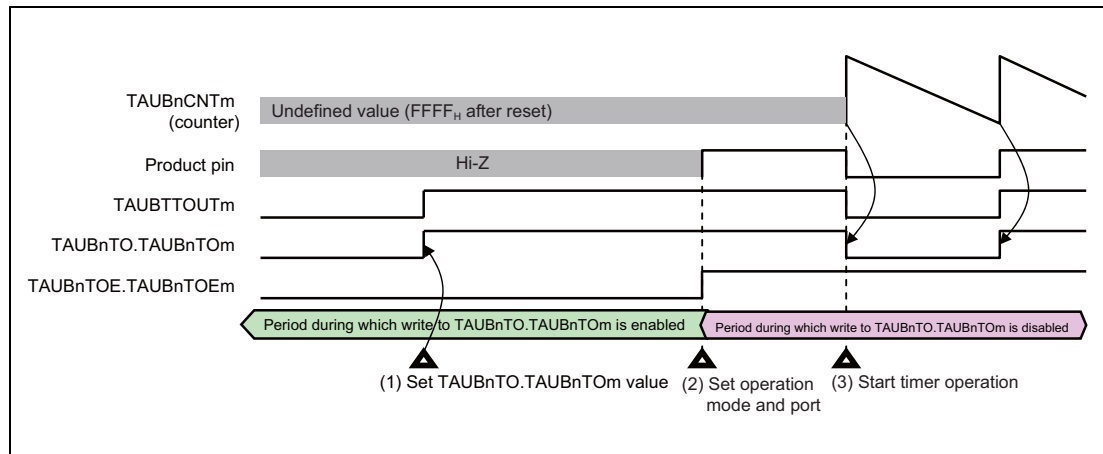 TAUBnCNTm
(counter)
Undefined value (FFFFH after reset)
Product pin
Hi-Z
TAUBTTOUTm
TAUBnTO.TAUBnTOm
TAUBnTOE.TAUBnTOEm
Period during which write to TAUBnTO.TAUBnTOm is enabled
Period during which write to TAUBnTO.TAUBnTOm is disabled
(1) Set TAUBnTO.TAUBnTOm value
(2) Set operation
mode and port
(3) Start timer operation